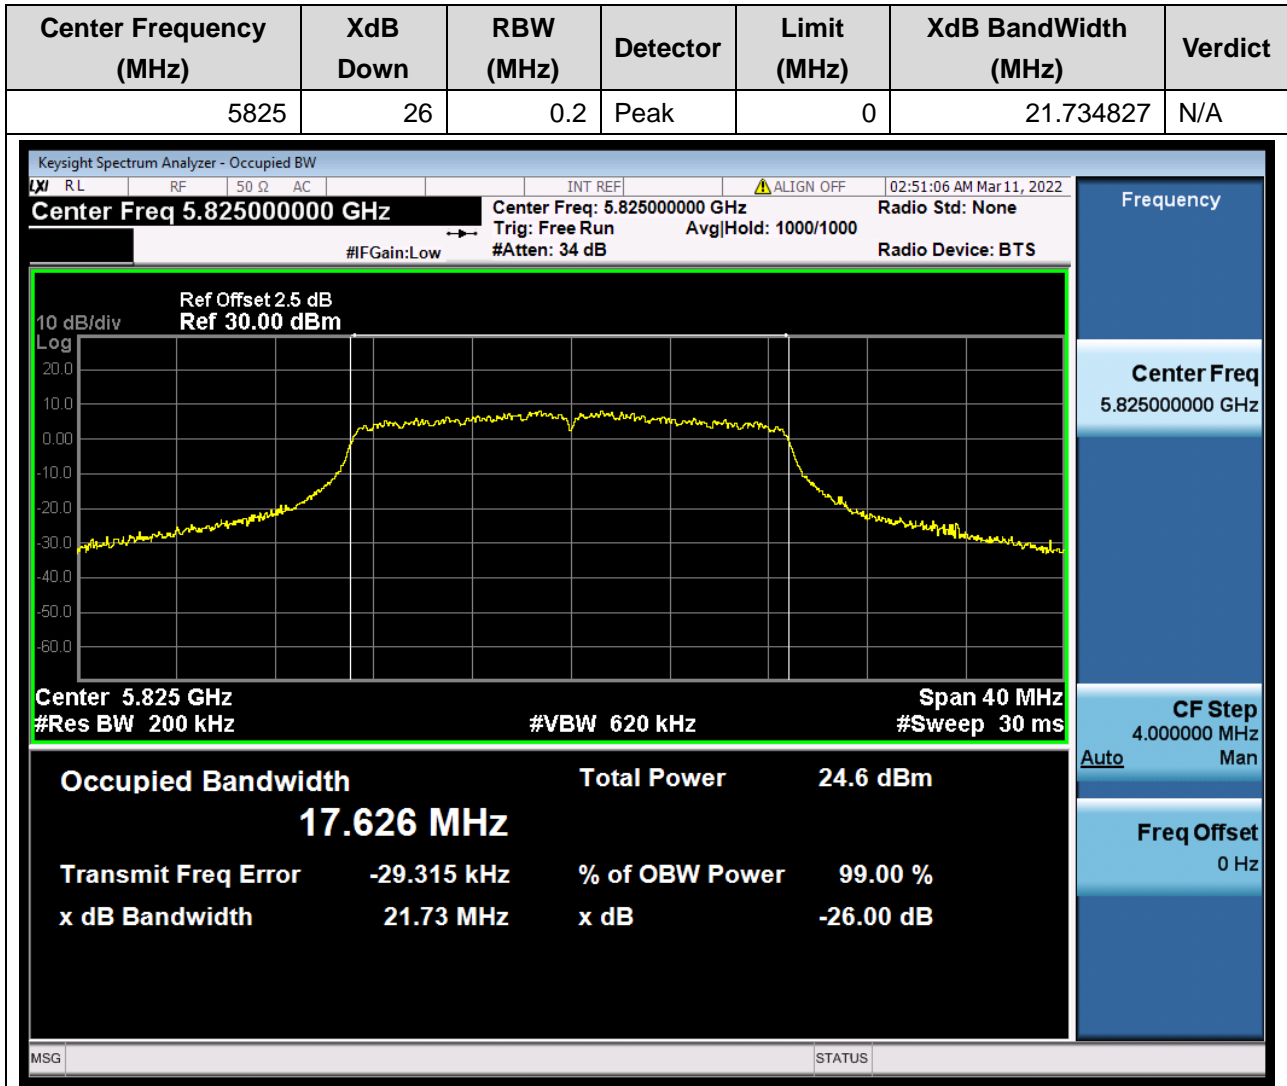 Center Frequency (MHz) XdB Down RBW (MHz) Detector Limit (MHz) XdB BandWidth (MHz) Verdict
5825 26 0.2 Peak 0 21.734827 N/A
Keysight Spectrum Analyzer - Occupied BW
LXI RL RF 50 Ω AC INT REF ALIGN OFF 02:51:06 AM Mar 11, 2022
Center Freq 5.825000000 GHz Center Freq: 5.825000000 GHz Radio Std: None
Trig: Free Run Avg|Hold: 1000/1000
#IFGain:Low #Atten: 34 dB Radio Device: BTS
Ref Offset 2.5 dB
10 dB/div Ref 30.00 dBm
Log
20.0
10.0
0.00
-10.0
-20.0
-30.0
-40.0
-50.0
-60.0
Center 5.825 GHz Span 40 MHz
#Res BW 200 kHz #VBW 620 kHz #Sweep 30 ms
Occupied Bandwidth Total Power 24.6 dBm
17.626 MHz
Transmit Freq Error -29.315 kHz % of OBW Power 99.00 %
x dB Bandwidth 21.73 MHz x dB -26.00 dB
Frequency
Center Freq
5.825000000 GHz
CF Step
4.000000 MHz
Auto Man
Freq Offset
0 Hz
MSG STATUS